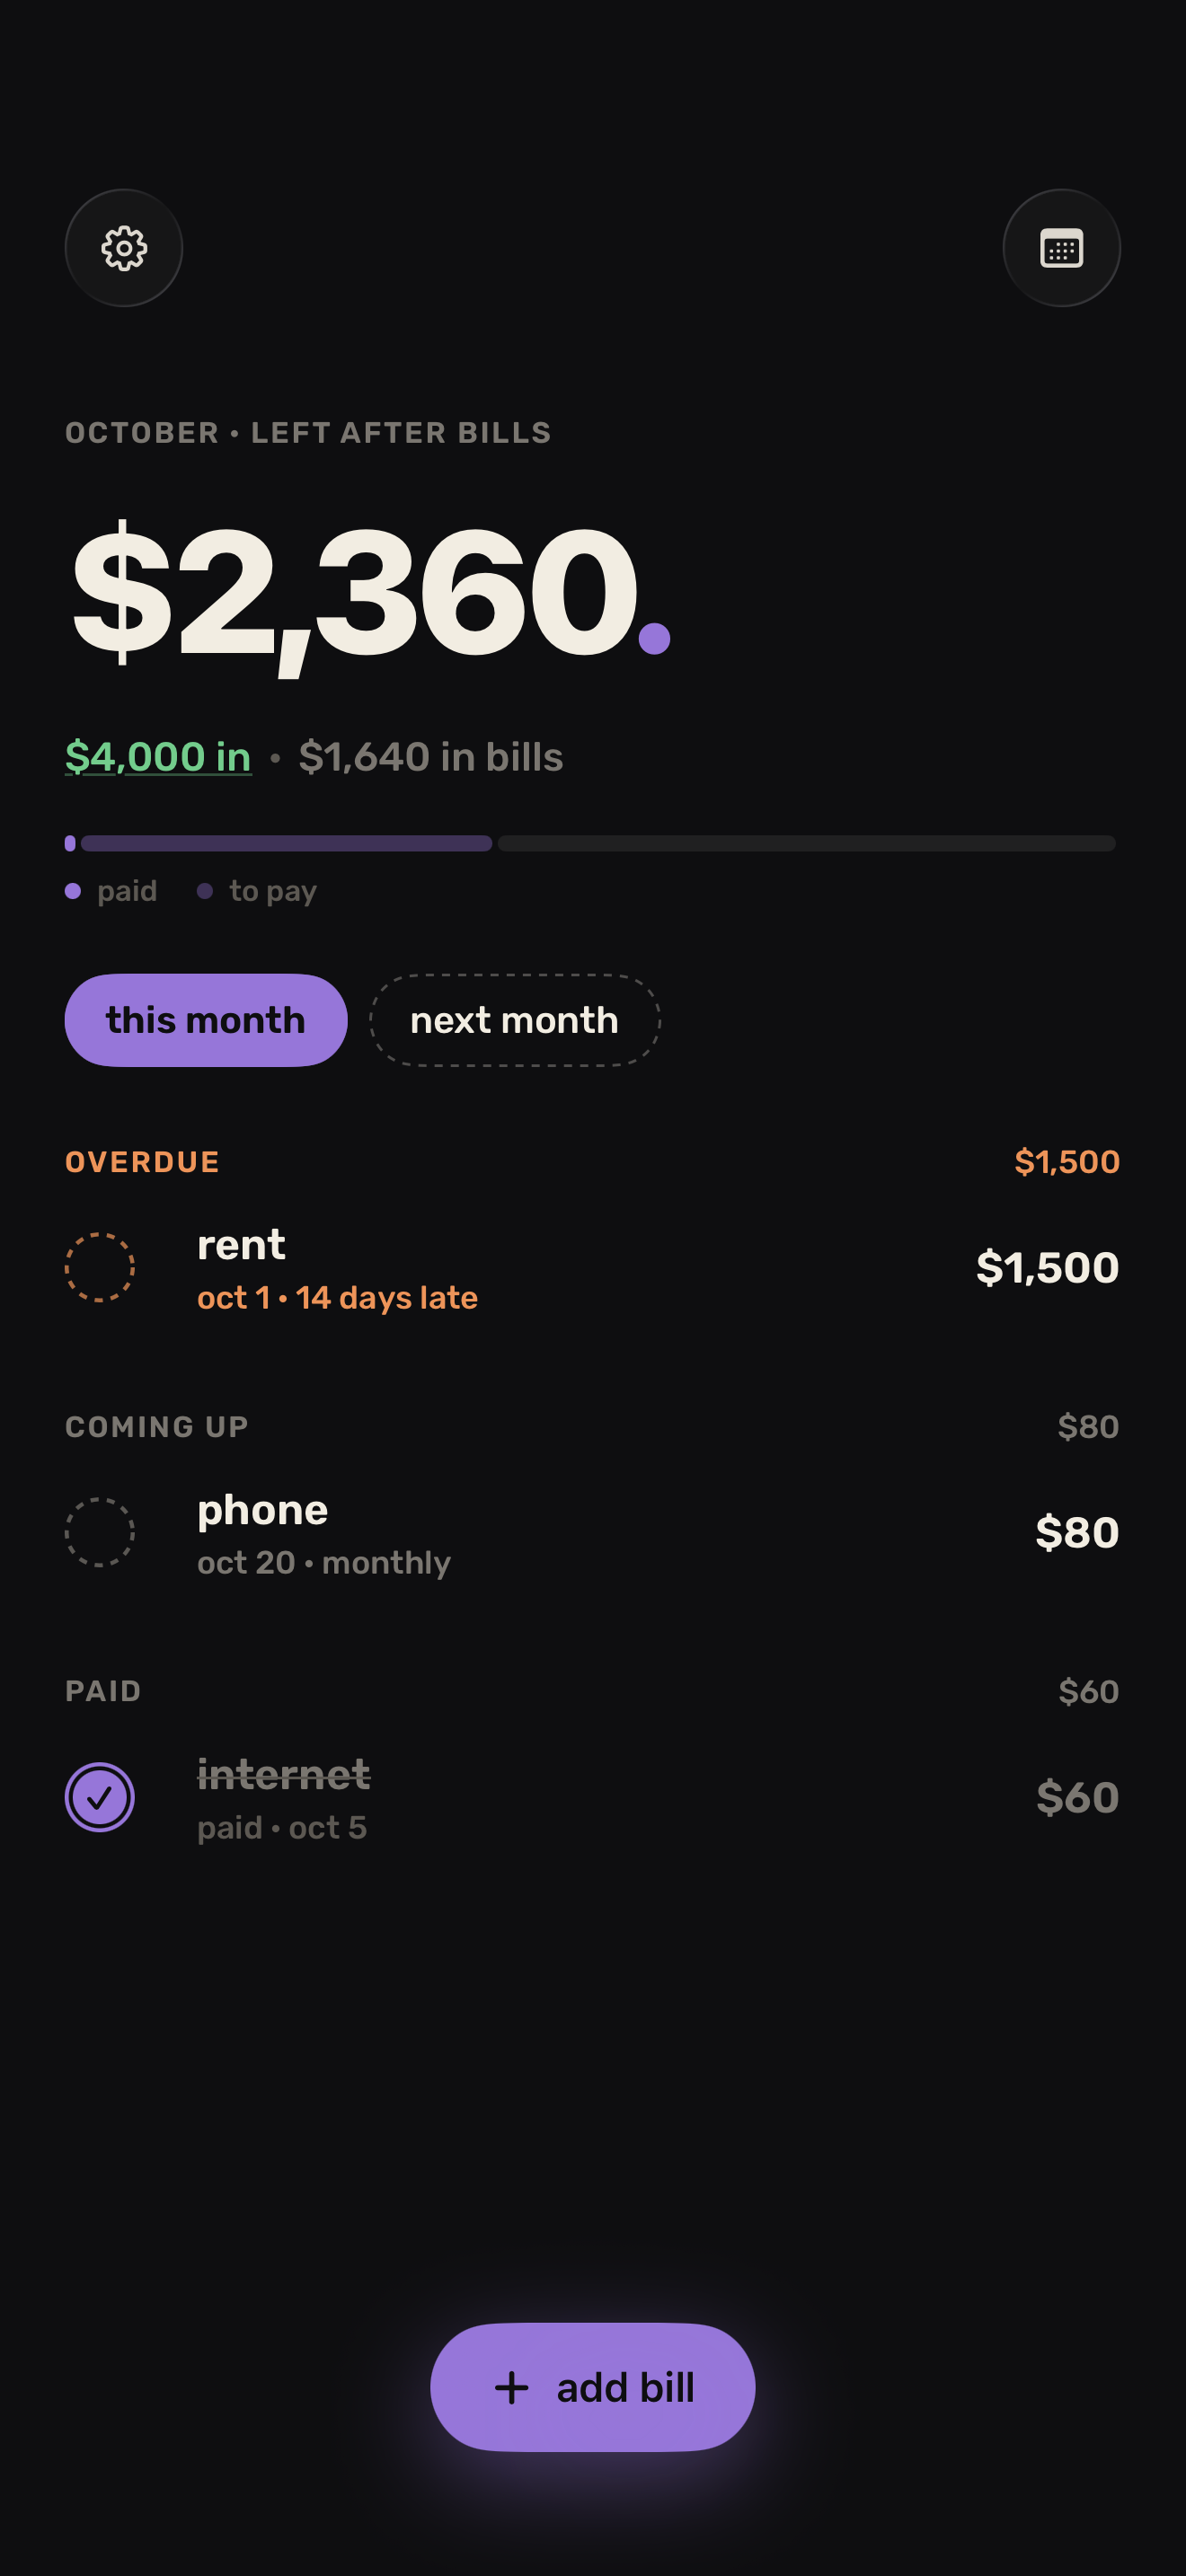 OCTOBER • LEFT AFTER BILLS
$2,360.
$4,000 in • $1,640 in bills
paid to pay
this month next month
OVERDUE $1,500
rent
oct 1 • 14 days late
$1,500
COMING UP $80
phone
oct 20 • monthly
$80
PAID $60
internet
paid • oct 5
$60
+ add bill